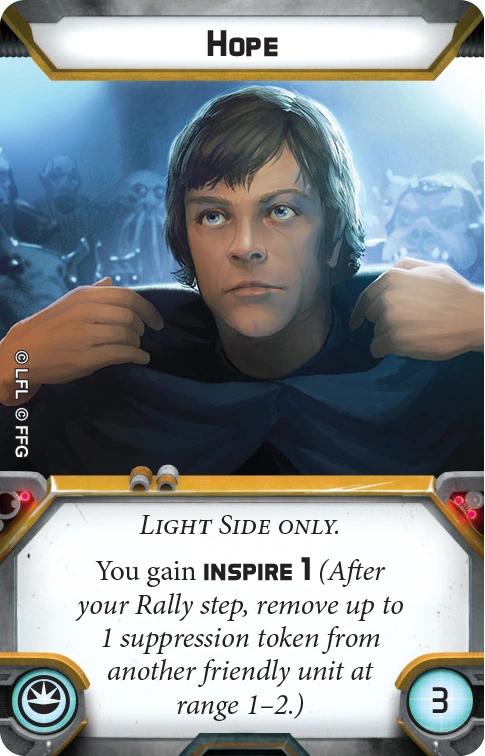 Hope
© LFL © FFG
Light Side only.
You gain INSPIRE 1 (After
your Rally step, remove up to
1 suppression token from
another friendly unit at
range 1–2.)
3